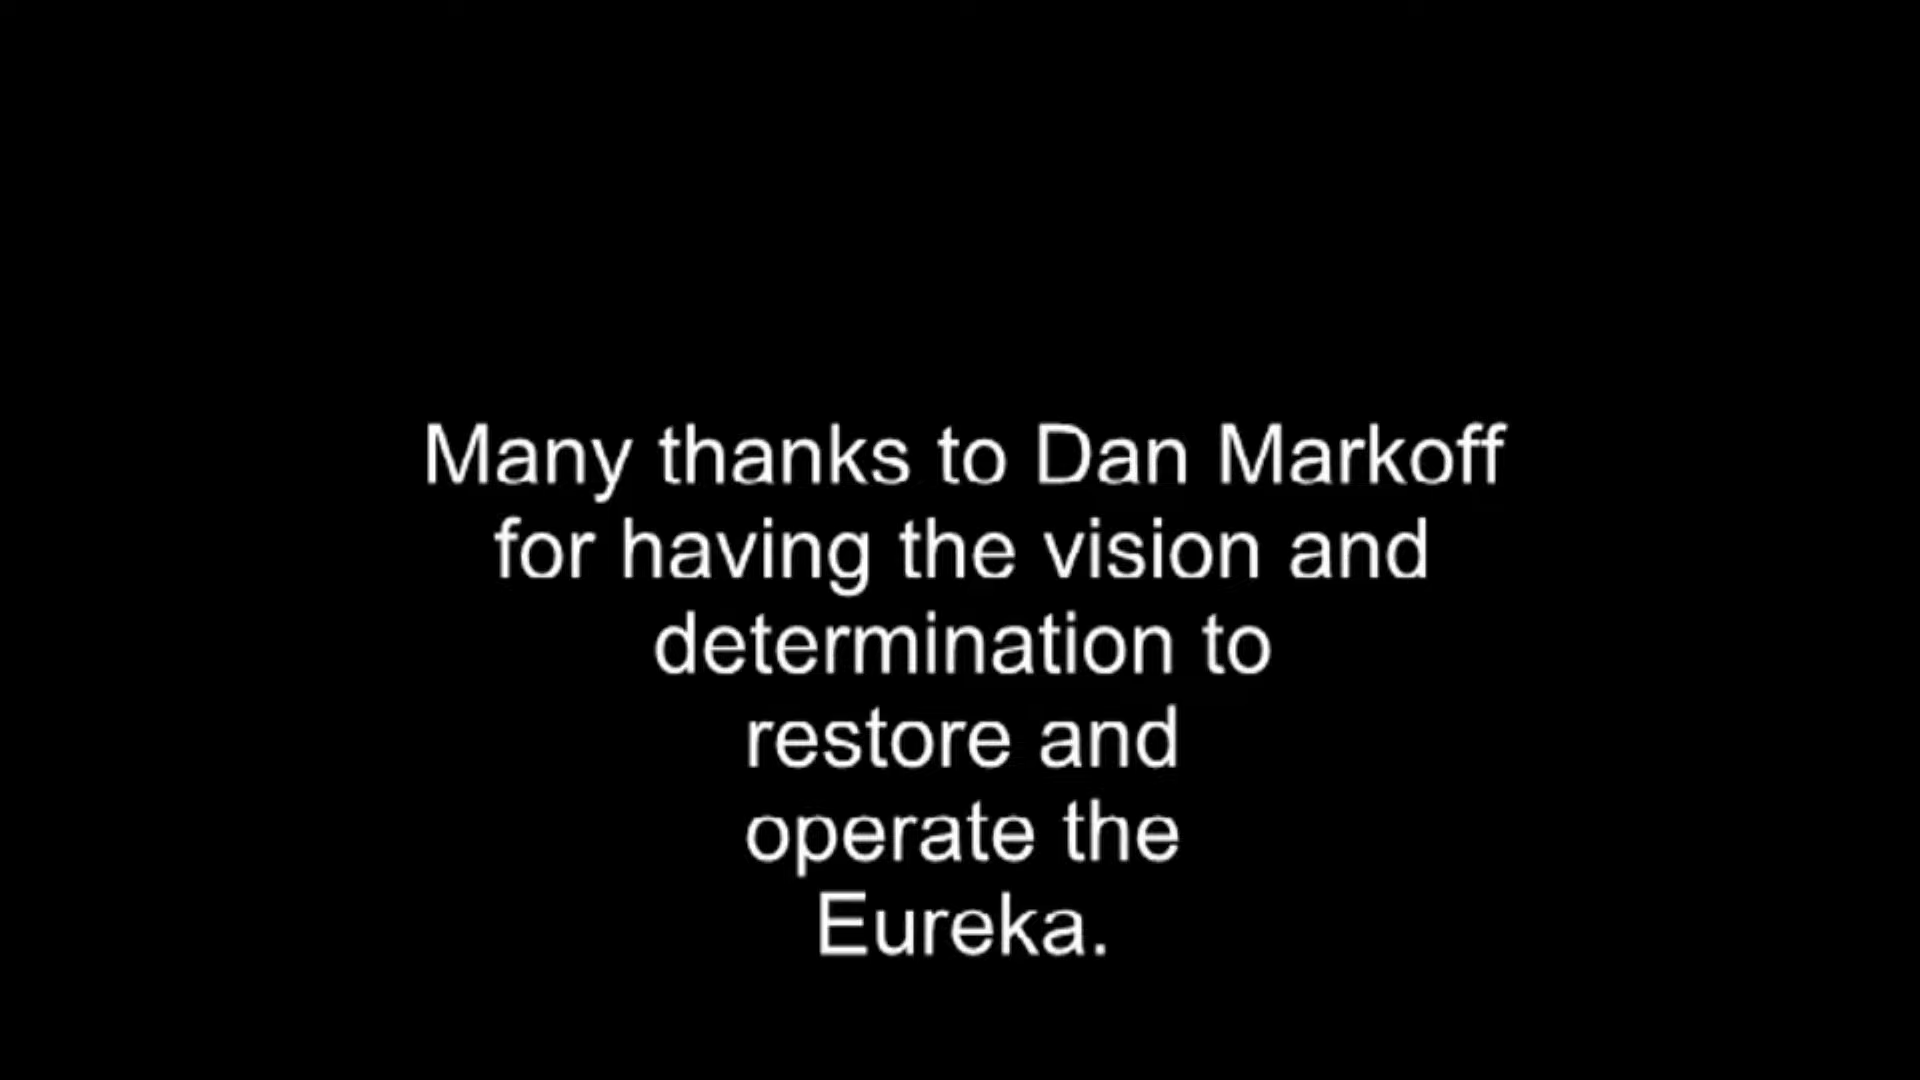 Many thanks to Dan Markoff
for having the vision and
determination to
restore and
operate the
Eureka.